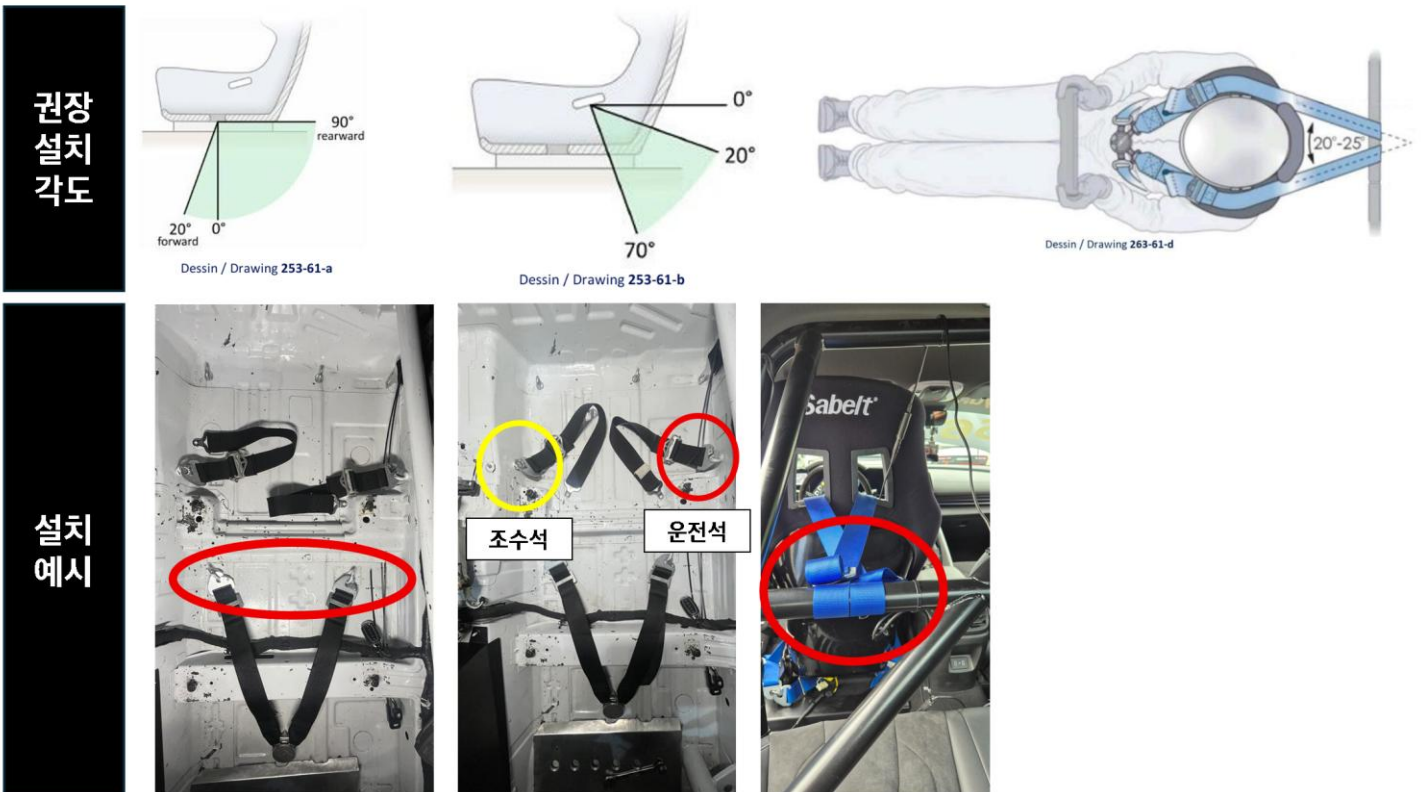 권장
설치
각도
90°
rearward
20°
forward
0°
Dessin / Drawing 253-61-a
0°
20°
70°
Dessin / Drawing 253-61-b
20°-25°
Dessin / Drawing 263-61-d
설치
예시
조수석
운전석
Sabelt